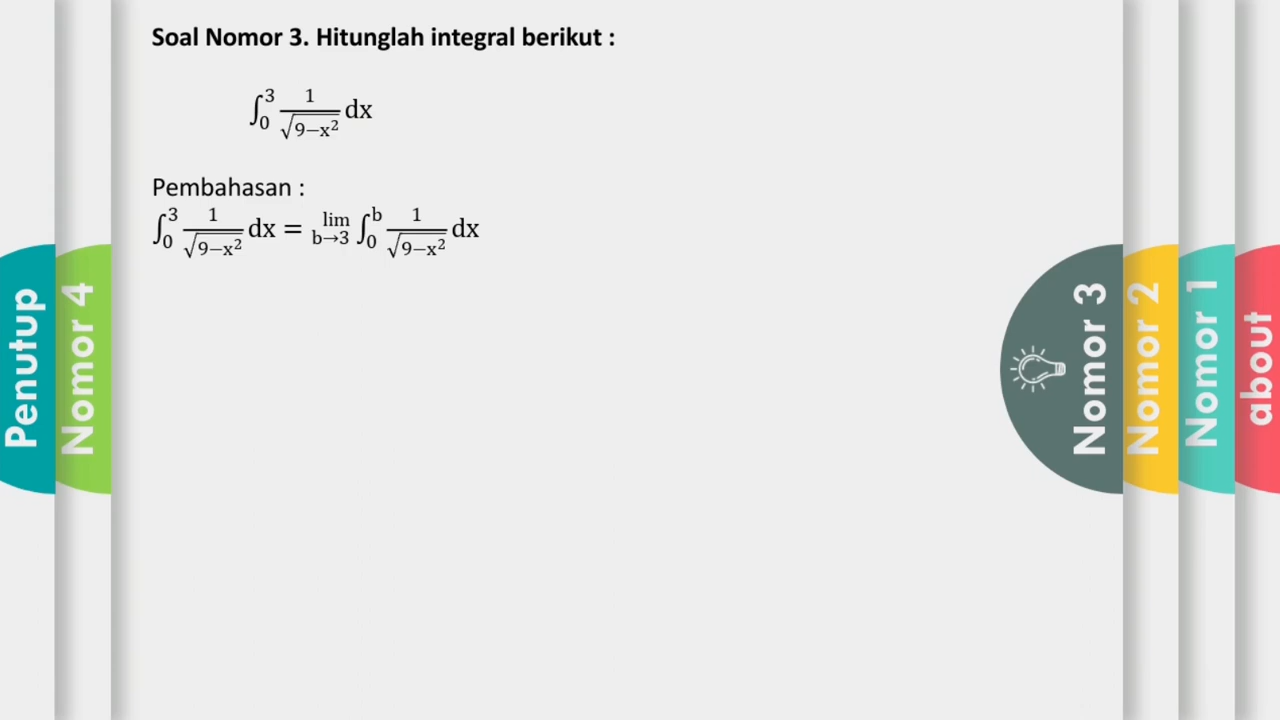 Soal Nomor 3. Hitunglah integral berikut :
∫₀³ 1/√(9−x²) dx
Pembahasan :
∫₀³ 1/√(9−x²) dx = lim b→3 ∫₀ᵇ 1/√(9−x²) dx
Penutup
Nomor 4
Nomor 3
Nomor 2
Nomor 1
about